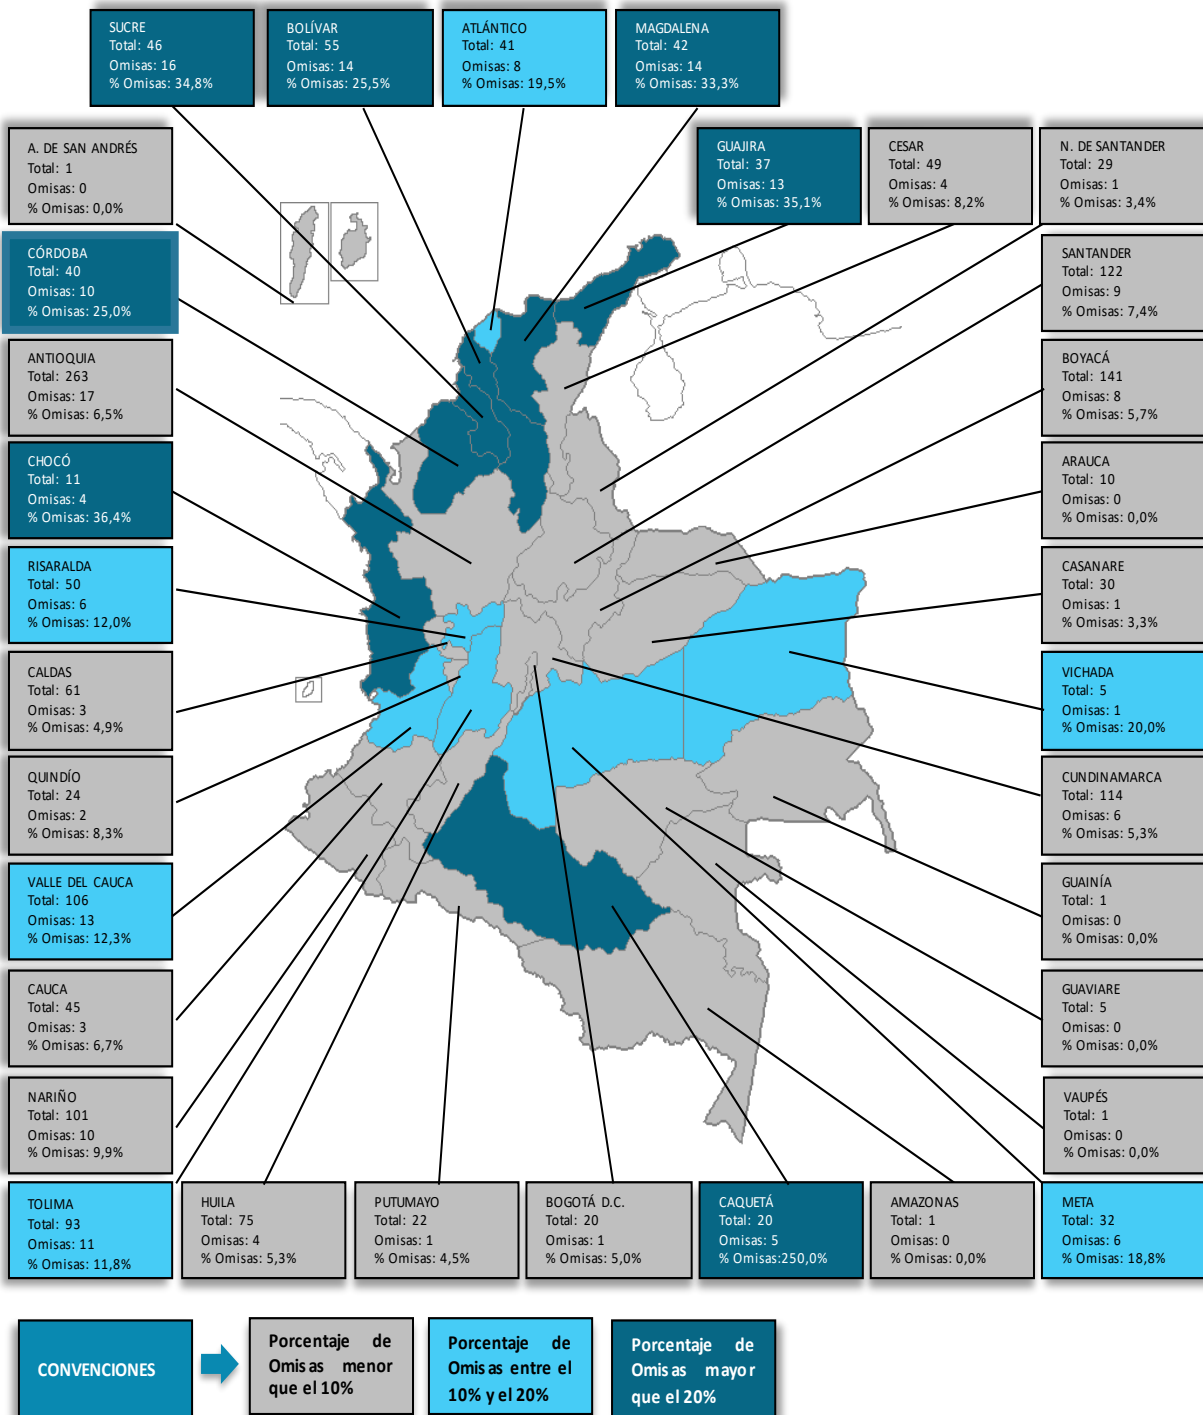 SUCRE
Total: 46
Omisas: 16
% Omisas: 34,8%
BOLÍVAR
Total: 55
Omisas: 14
% Omisas: 25,5%
ATLÁNTICO
Total: 41
Omisas: 8
% Omisas: 19,5%
MAGDALENA
Total: 42
Omisas: 14
% Omisas: 33,3%
A. DE SAN ANDRÉS
Total: 1
Omisas: 0
% Omisas: 0,0%
GUAJIRA
Total: 37
Omisas: 13
% Omisas: 35,1%
CESAR
Total: 49
Omisas: 4
% Omisas: 8,2%
N. DE SANTANDER
Total: 29
Omisas: 1
% Omisas: 3,4%
CÓRDOBA
Total: 40
Omisas: 10
% Omisas: 25,0%
SANTANDER
Total: 122
Omisas: 9
% Omisas: 7,4%
ANTIOQUIA
Total: 263
Omisas: 17
% Omisas: 6,5%
BOYACÁ
Total: 141
Omisas: 8
% Omisas: 5,7%
CHOCÓ
Total: 11
Omisas: 4
% Omisas: 36,4%
ARAUCA
Total: 10
Omisas: 0
% Omisas: 0,0%
RISARALDA
Total: 50
Omisas: 6
% Omisas: 12,0%
CASANARE
Total: 30
Omisas: 1
% Omisas: 3,3%
CALDAS
Total: 61
Omisas: 3
% Omisas: 4,9%
VICHADA
Total: 5
Omisas: 1
% Omisas: 20,0%
QUINDÍO
Total: 24
Omisas: 2
% Omisas: 8,3%
CUNDINAMARCA
Total: 114
Omisas: 6
% Omisas: 5,3%
VALLE DEL CAUCA
Total: 106
Omisas: 13
% Omisas: 12,3%
GUAINÍA
Total: 1
Omisas: 0
% Omisas: 0,0%
CAUCA
Total: 45
Omisas: 3
% Omisas: 6,7%
GUAVIARE
Total: 5
Omisas: 0
% Omisas: 0,0%
NARIÑO
Total: 101
Omisas: 10
% Omisas: 9,9%
VAUPÉS
Total: 1
Omisas: 0
% Omisas: 0,0%
TOLIMA
Total: 93
Omisas: 11
% Omisas: 11,8%
HUILA
Total: 75
Omisas: 4
% Omisas: 5,3%
PUTUMAYO
Total: 22
Omisas: 1
% Omisas: 4,5%
BOGOTÁ D.C.
Total: 20
Omisas: 1
% Omisas: 5,0%
CAQUETÁ
Total: 20
Omisas: 5
% Omisas:250,0%
AMAZONAS
Total: 1
Omisas: 0
% Omisas: 0,0%
META
Total: 32
Omisas: 6
% Omisas: 18,8%
CONVENCIONES
Porcentaje de
Omisas menor
que el 10%
Porcentaje de
Omisas entre el
10% y el 20%
Porcentaje de
Omisas mayor
que el 20%